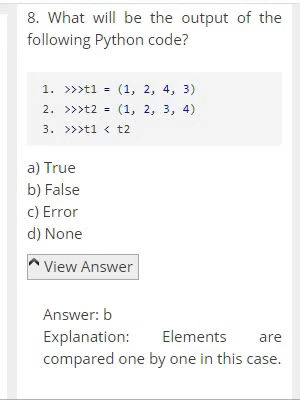 8. What will be the output of the
following Python code?
1. >>>t1 = (1, 2, 4, 3)
2. >>>t2 = (1, 2, 3, 4)
3. >>>t1 < t2
a) True
b) False
c) Error
d) None
View Answer
Answer: b
Explanation: Elements are
compared one by one in this case.